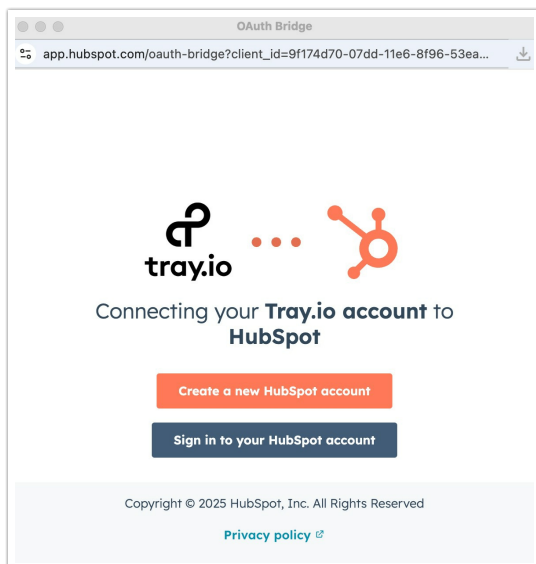 OAuth Bridge
app.hubspot.com/oauth-bridge?client_id=9f174d70-07dd-11e6-8f96-53ea...
tray.io
Connecting your Tray.io account to
HubSpot
Create a new HubSpot account
Sign in to your HubSpot account
Copyright © 2025 HubSpot, Inc. All Rights Reserved
Privacy policy